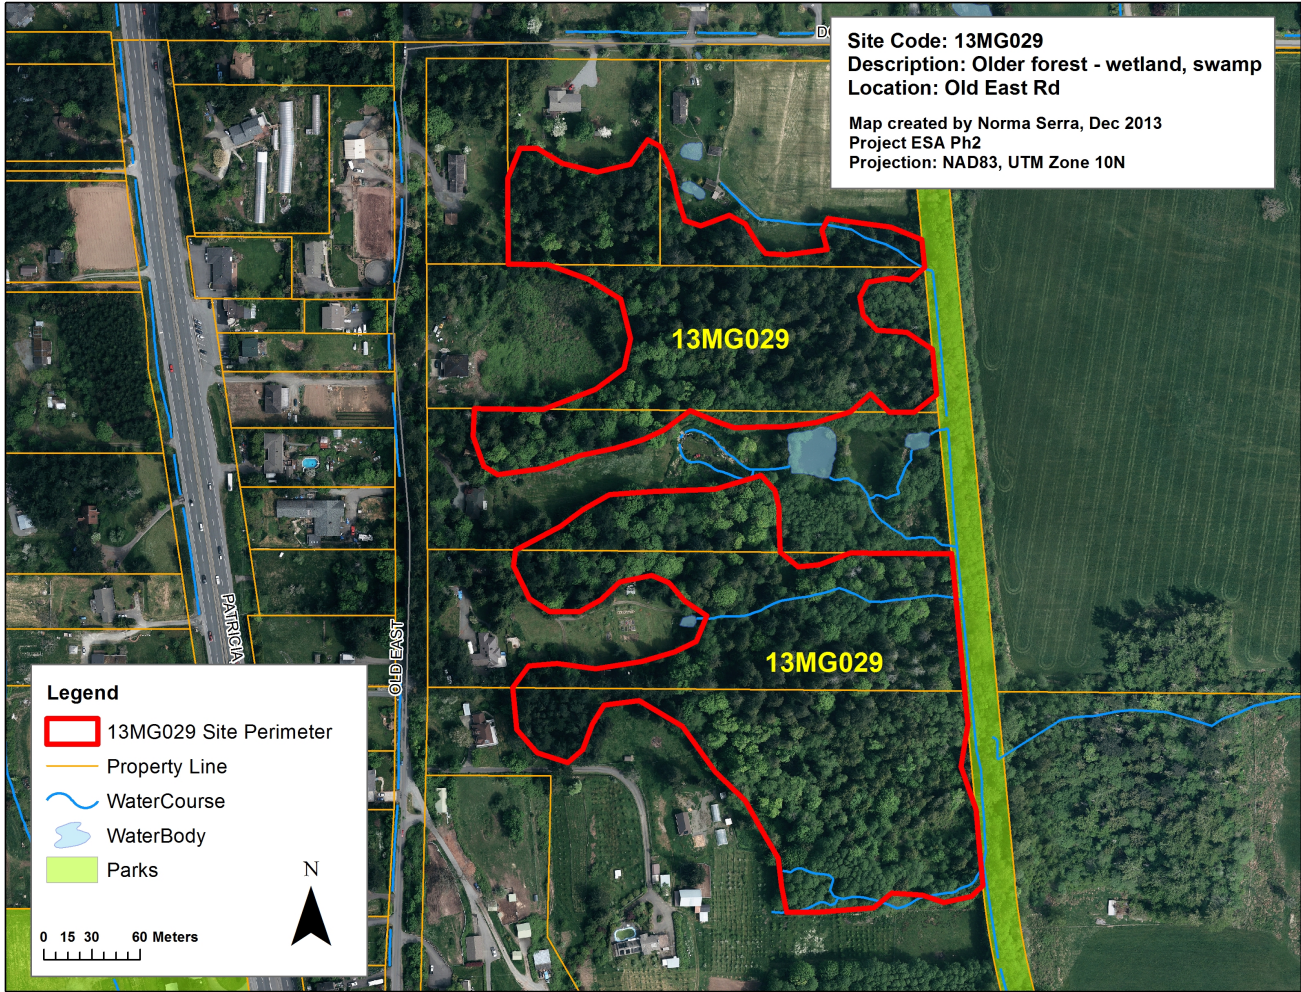 Site Code: 13MG029
Description: Older forest - wetland, swamp
Location: Old East Rd
Map created by Norma Serra, Dec 2013
Project ESA Ph2
Projection: NAD83, UTM Zone 10N
13MG029
13MG029
PATRICIA
OLD EAST
Legend
13MG029 Site Perimeter
Property Line
WaterCourse
WaterBody
Parks
N
0 15 30 60 Meters